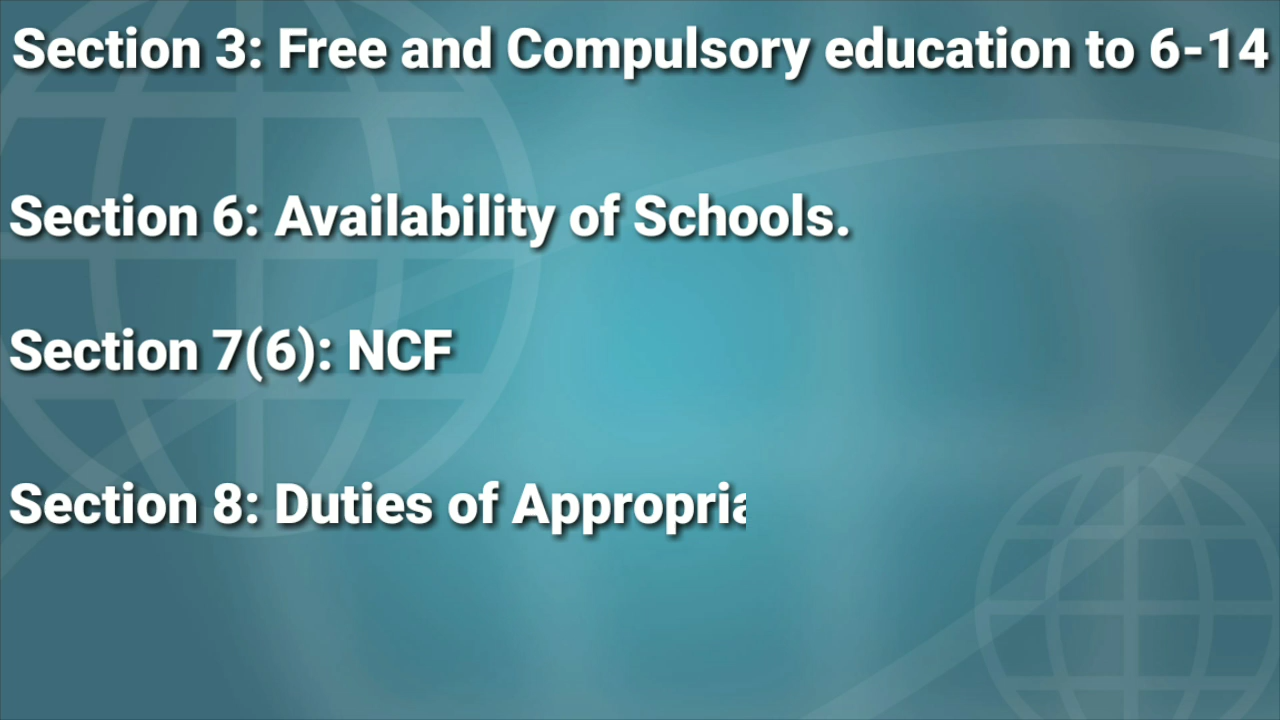 Section 3: Free and Compulsory education to 6-14
Section 6: Availability of Schools.
Section 7(6): NCF
Section 8: Duties of